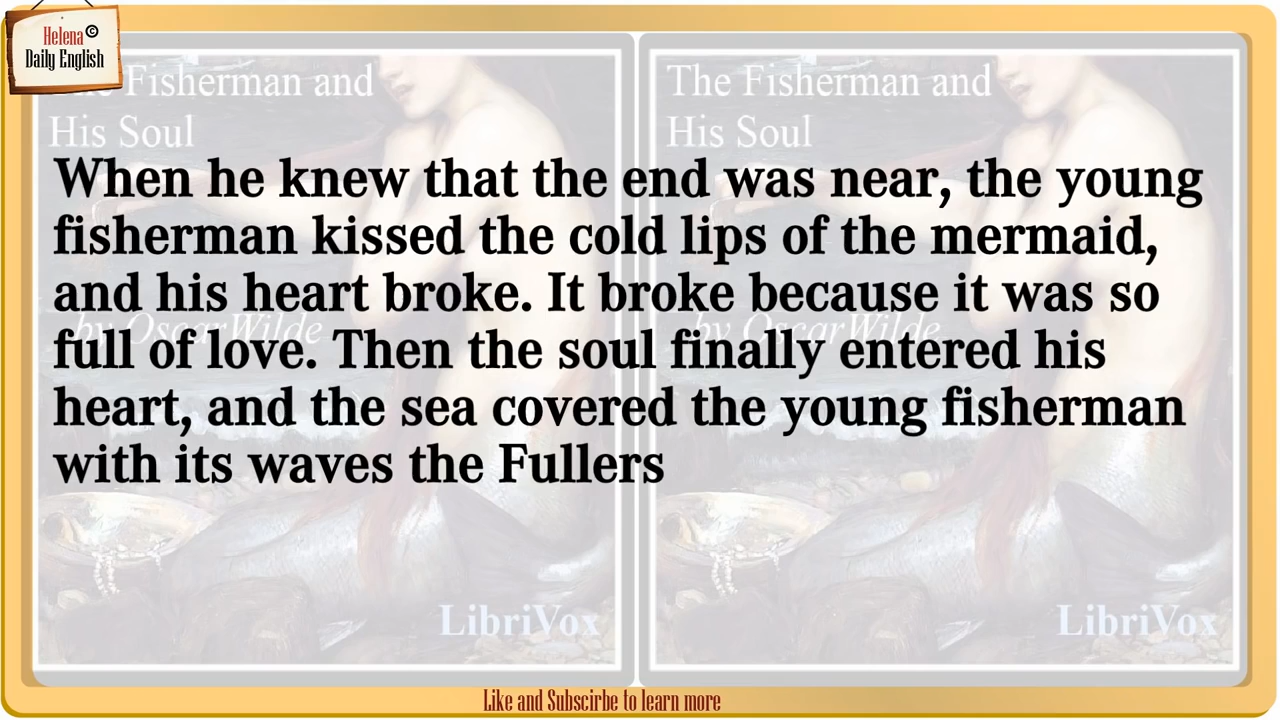 Helena©
Daily English
The Fisherman and
His Soul
The Fisherman and
His Soul
When he knew that the end was near, the young
fisherman kissed the cold lips of the mermaid,
and his heart broke. It broke because it was so
by Oscar Wilde
by Oscar Wilde
full of love. Then the soul finally entered his
heart, and the sea covered the young fisherman
with its waves the Fullers
LibriVox
LibriVox
Like and Subscirbe to learn more